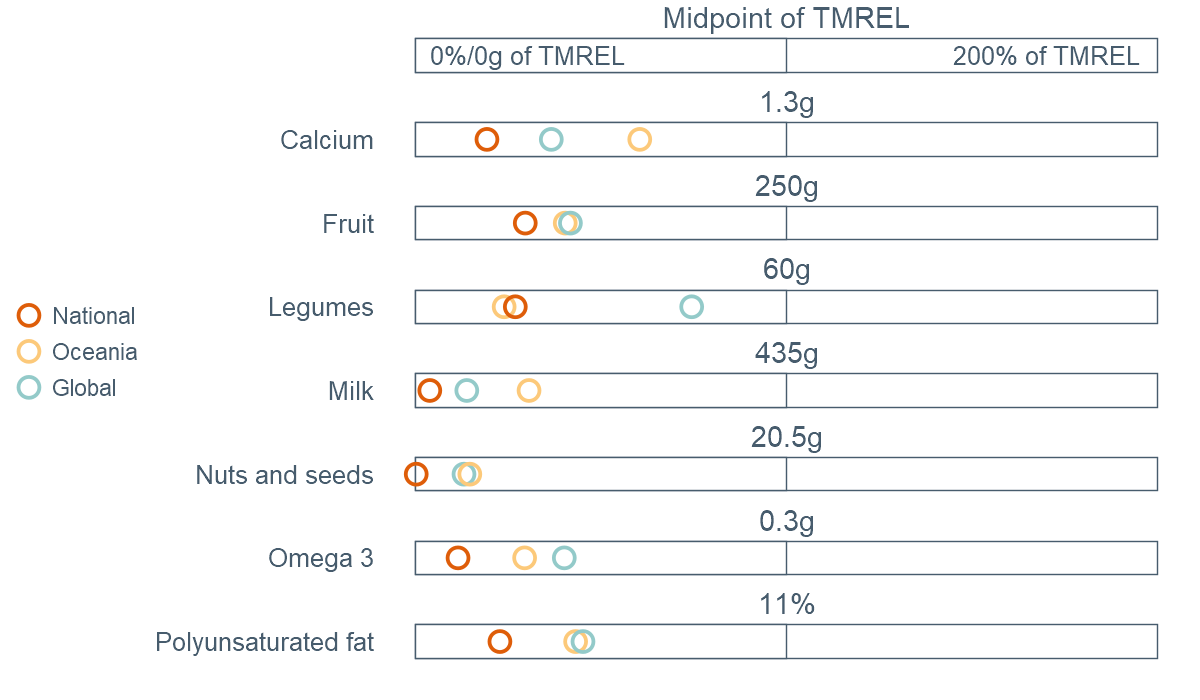 Midpoint of TMREL
0%/0g of TMREL
200% of TMREL
1.3g
Calcium
250g
Fruit
60g
Legumes
435g
Milk
20.5g
Nuts and seeds
0.3g
Omega 3
11%
Polyunsaturated fat
National
Oceania
Global